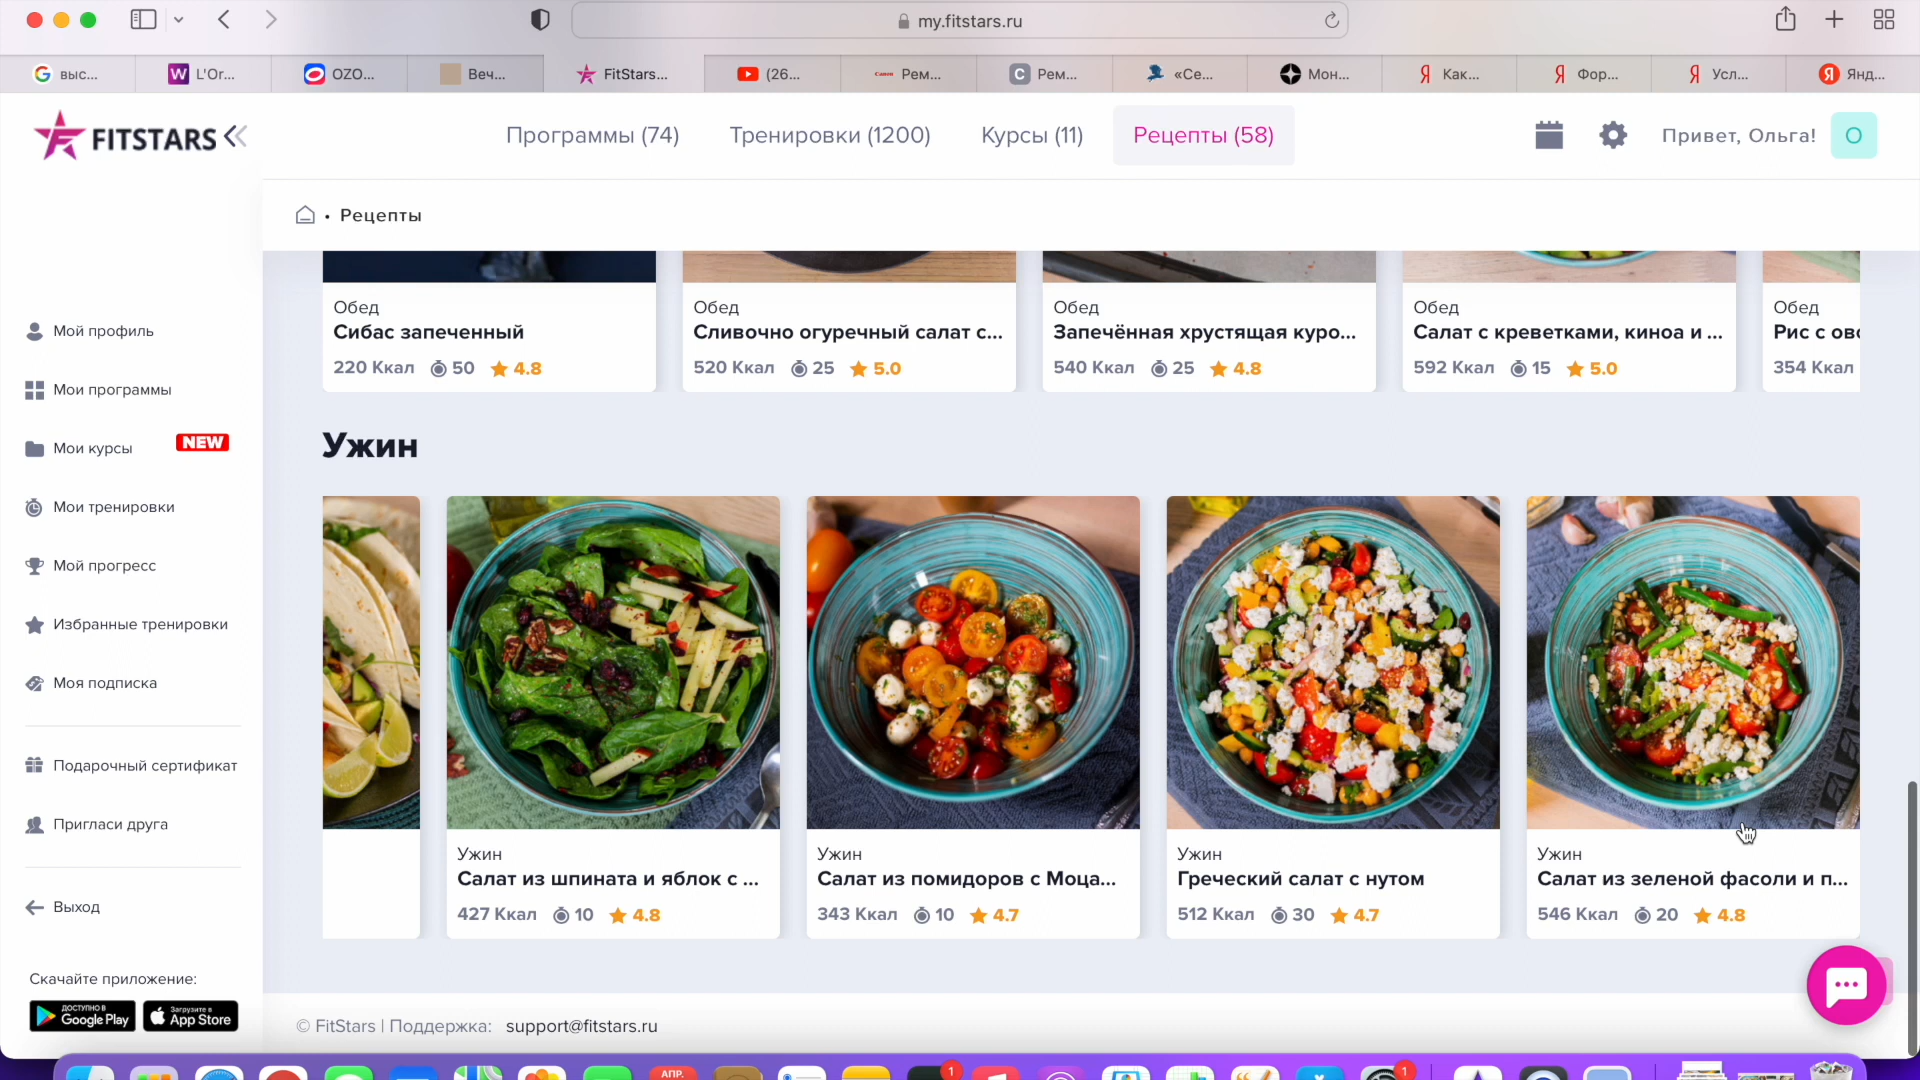 my.fitstars.ru
выс...
L'Or...
OZO...
Веч...
FitStars...
(26...
Рем...
Рем...
«Се...
Мон...
Как...
Фор...
Усл...
Янд...
FITSTARS
Программы (74)
Тренировки (1200)
Курсы (11)
Рецепты (58)
Привет, Ольга!
О
• Рецепты
Мой профиль
Мои программы
Мои курсы
NEW
Мои тренировки
Мой прогресс
Избранные тренировки
Моя подписка
Подарочный сертификат
Пригласи друга
Выход
Скачайте приложение:
ДОСТУПНО В
Google Play
Загрузите в
App Store
Обед
Сибас запеченный
220 Ккал 50 4.8
Обед
Сливочно огуречный салат с...
520 Ккал 25 5.0
Обед
Запечённая хрустящая куро...
540 Ккал 25 4.8
Обед
Салат с креветками, киноа и ...
592 Ккал 15 5.0
Обед
Рис с ово
354 Ккал
Ужин
Ужин
Салат из шпината и яблок с ...
427 Ккал 10 4.8
Ужин
Салат из помидоров с Моца...
343 Ккал 10 4.7
Ужин
Греческий салат с нутом
512 Ккал 30 4.7
Ужин
Салат из зеленой фасоли и п...
546 Ккал 20 4.8
© FitStars | Поддержка: support@fitstars.ru
АПР.
1
1